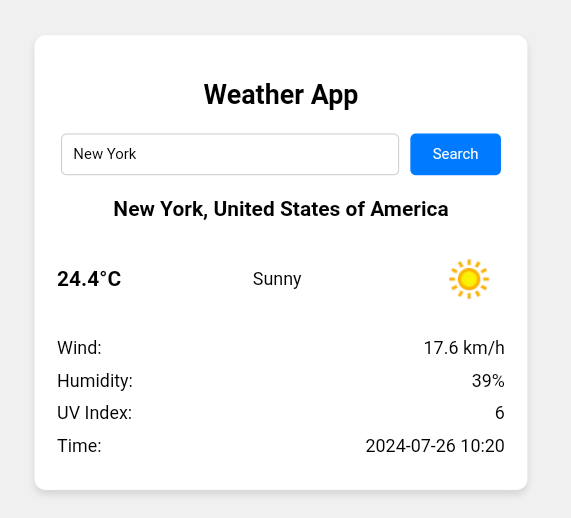 Weather App
New York Search
New York, United States of America
24.4°C Sunny
Wind: 17.6 km/h
Humidity: 39%
UV Index: 6
Time: 2024-07-26 10:20